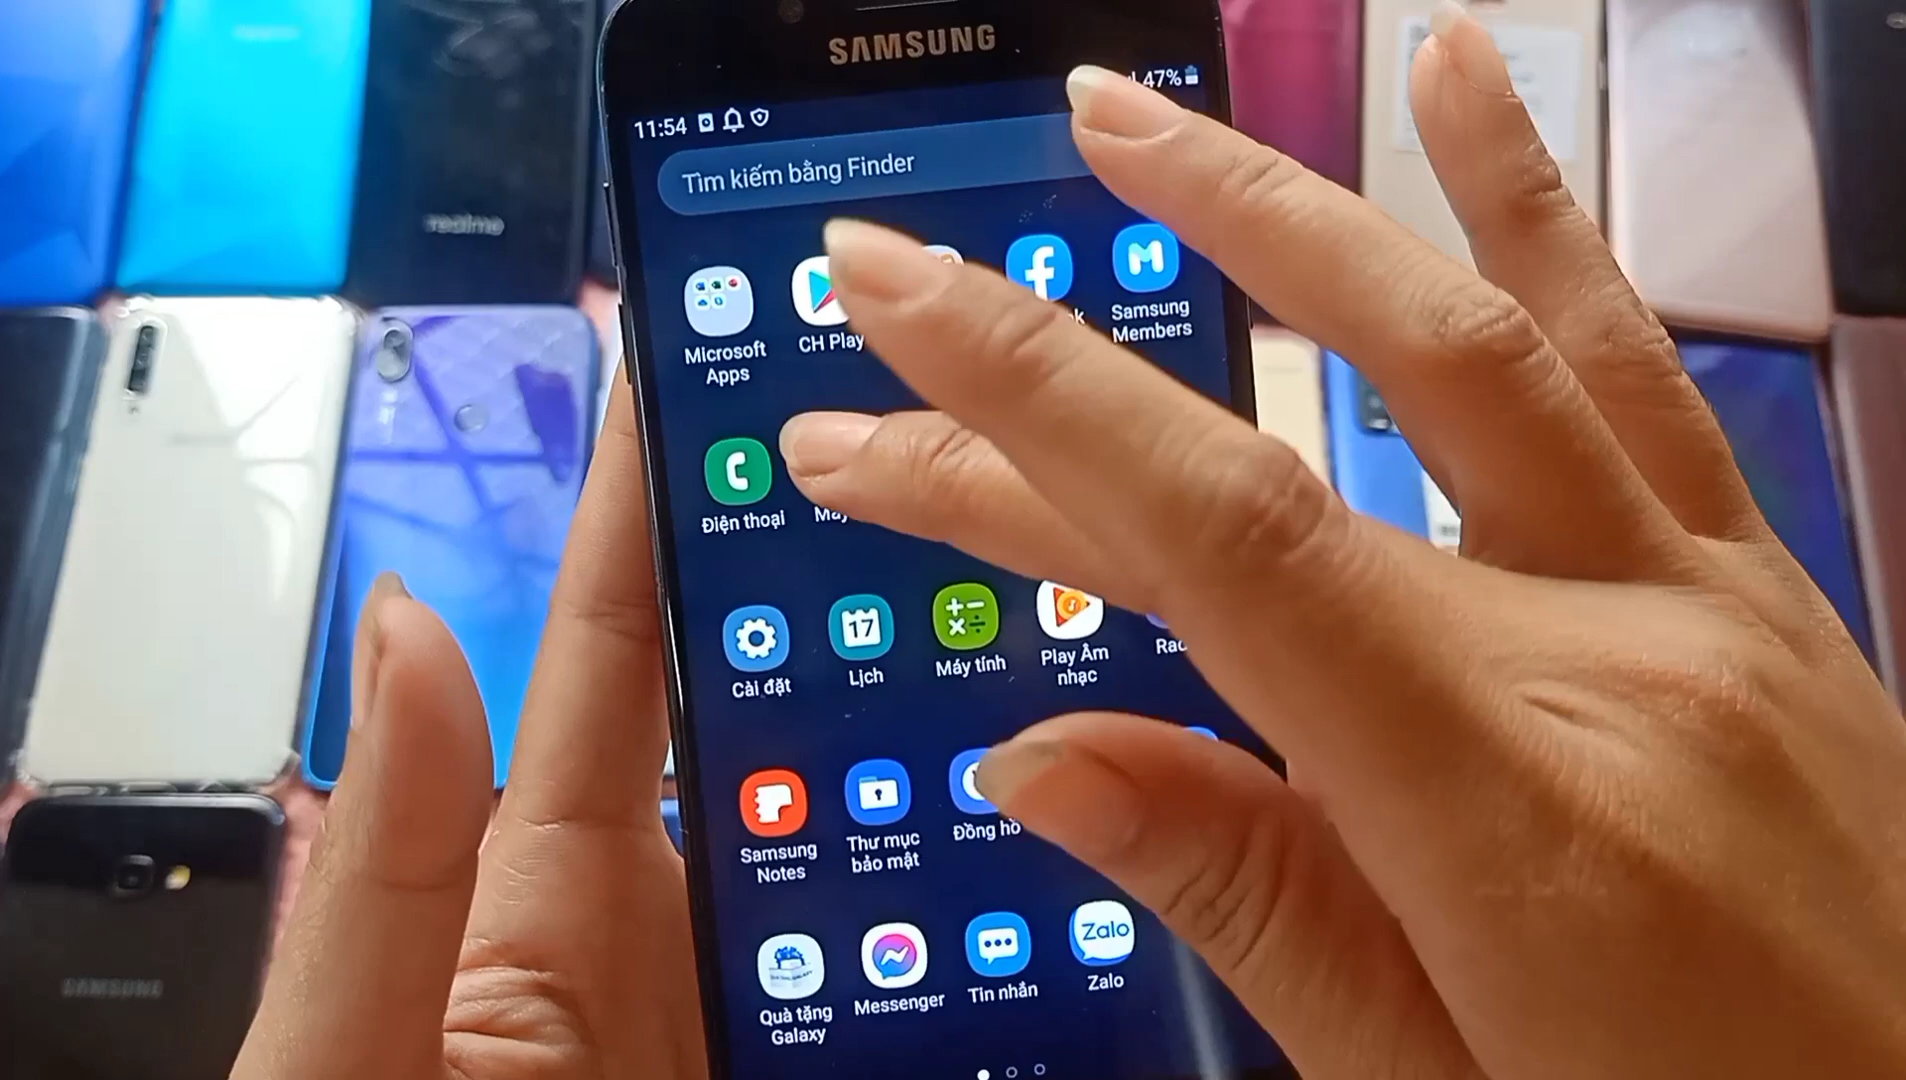 SAMSUNG
47%
11:54
Tìm kiếm bằng Finder
realme
Microsoft
Apps
CH Play
Samsung
Members
Điện thoại
Cài đặt
17
Lịch
Máy tính
Play Âm
nhạc
Samsung
Notes
Thư mục
bảo mật
Đồng hồ
Quà tặng
Galaxy
Messenger
Tin nhắn
Zalo
Zalo
SAMSUNG